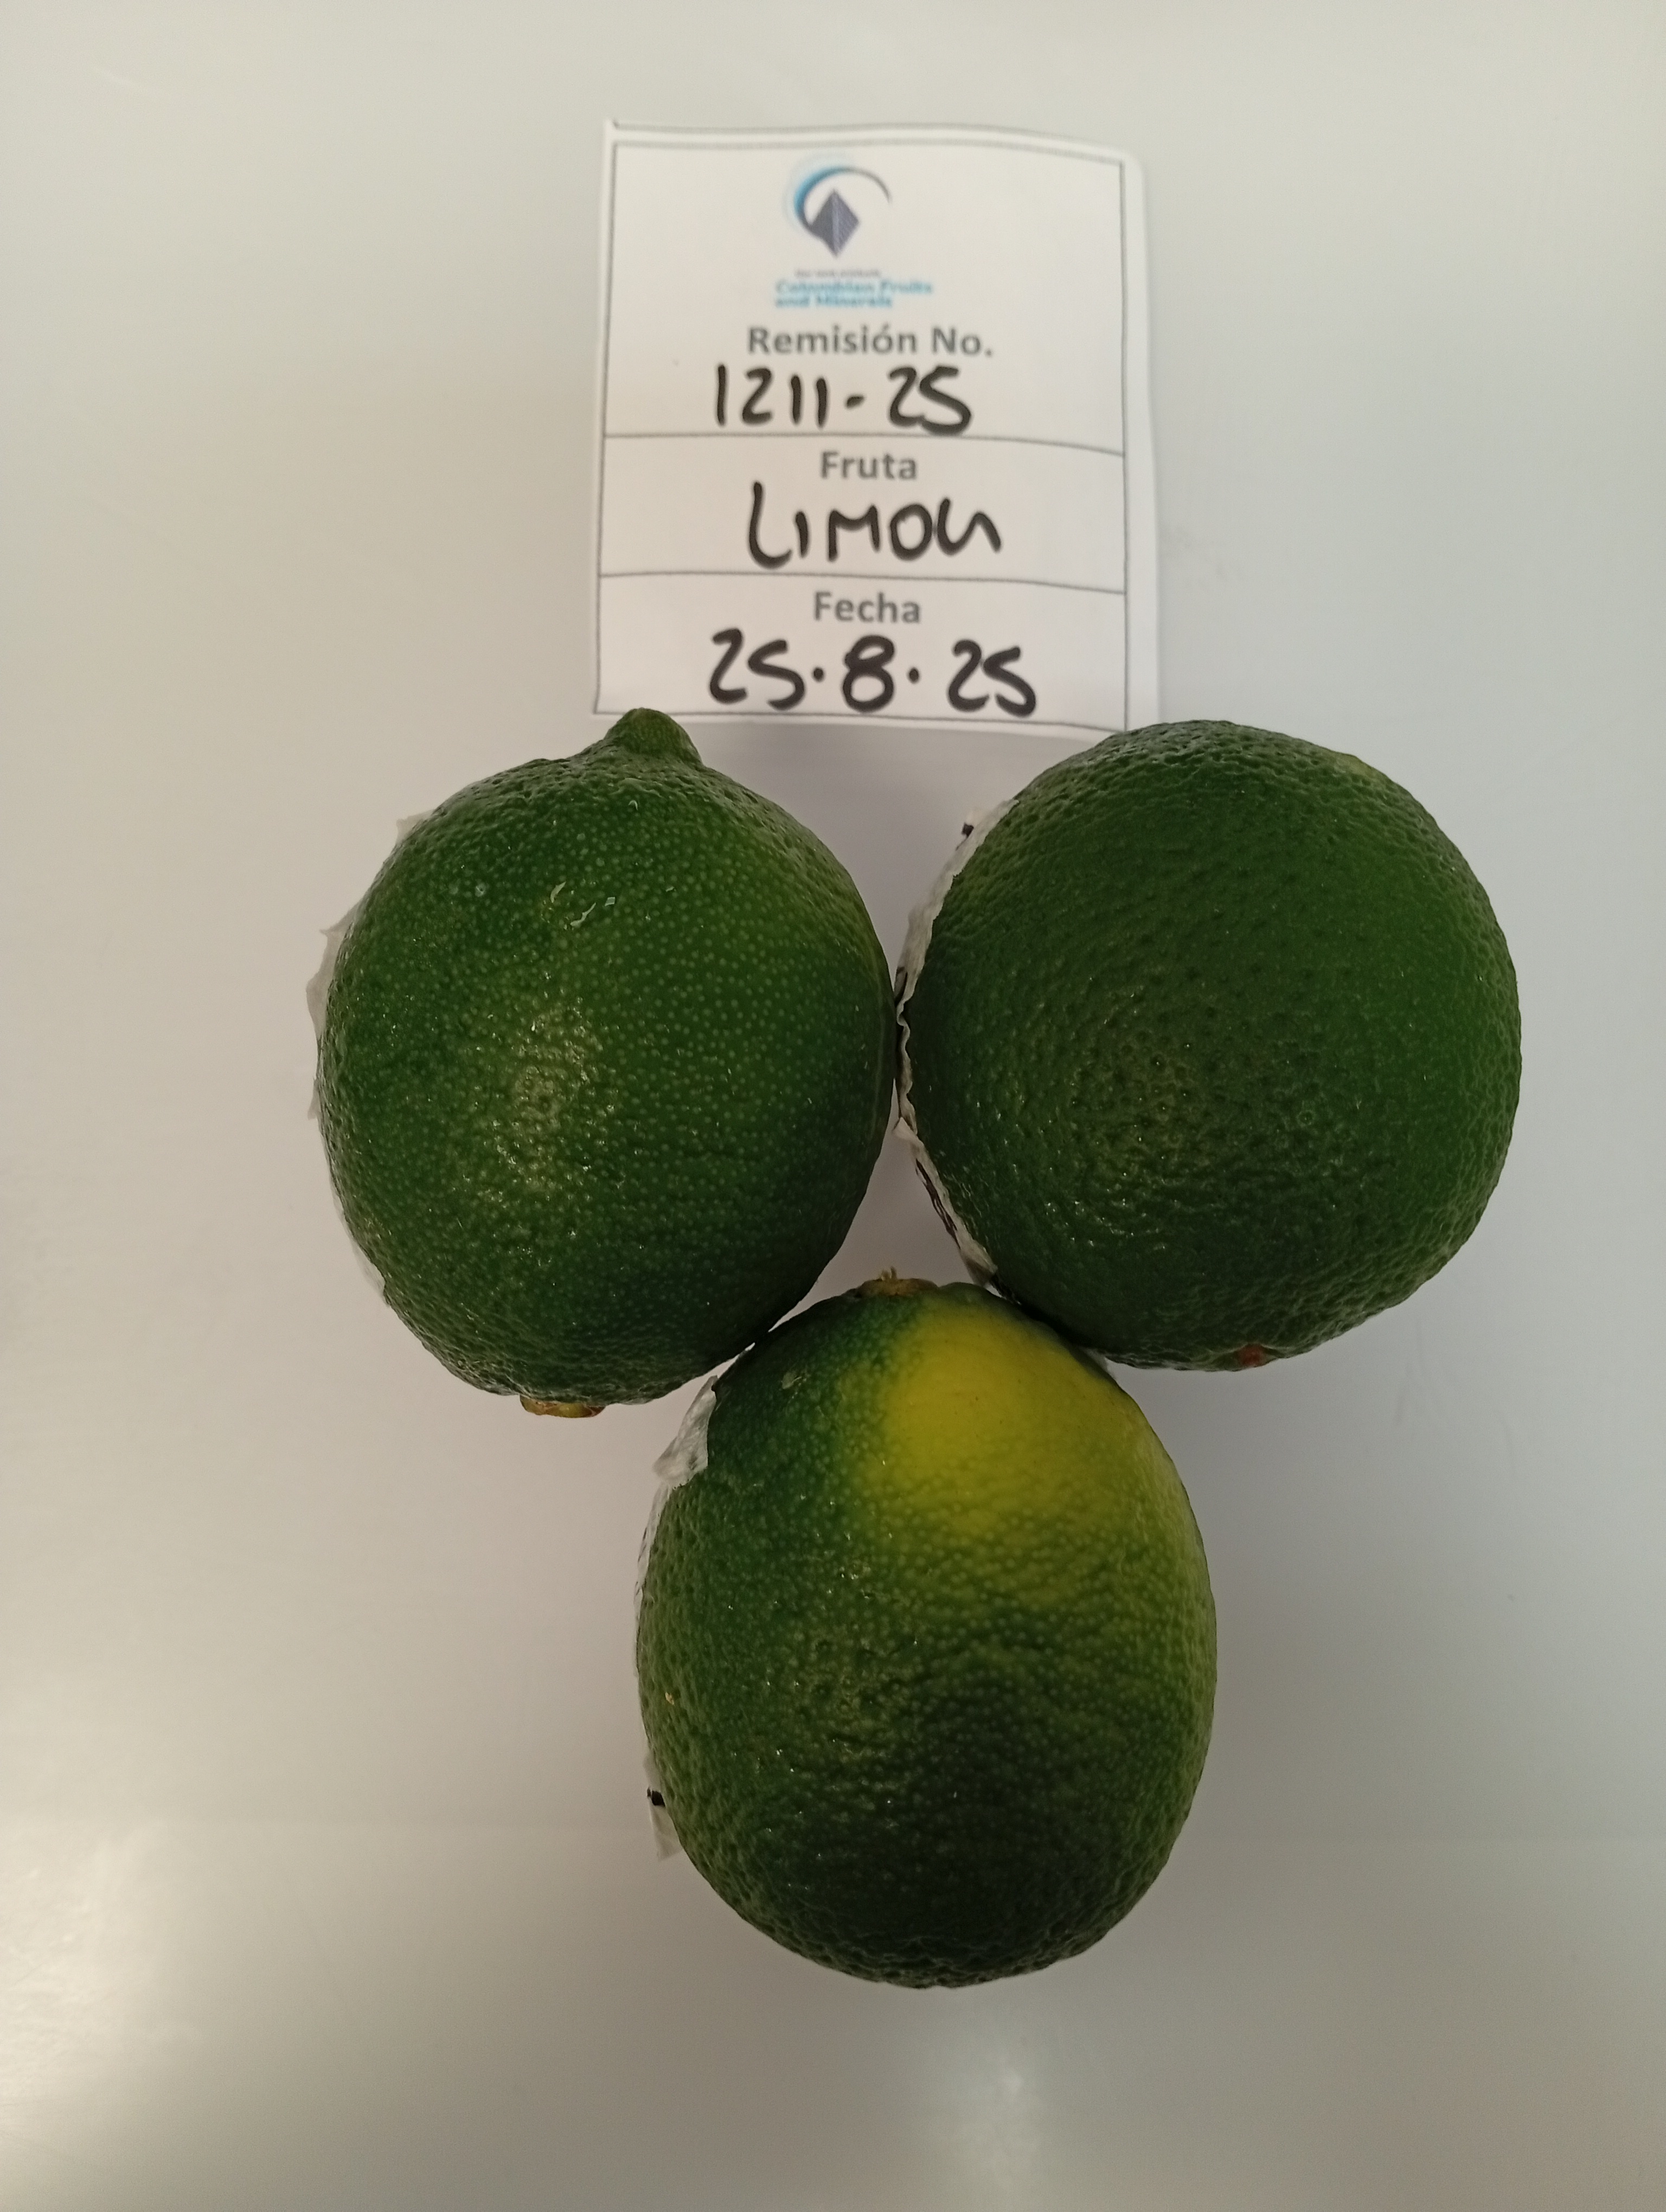 Colombian Fruits
and Minerals
Remisión No.
1211-25
Fruta
LIMON
Fecha
25.8.25